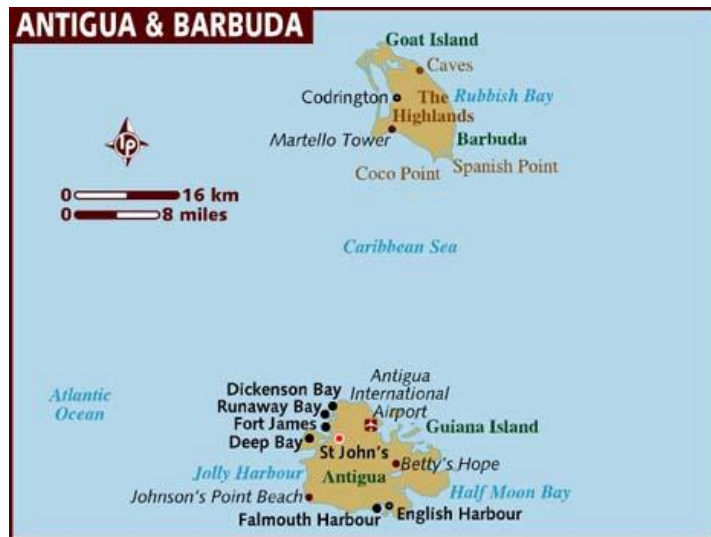 ANTIGUA & BARBUDA
Goat Island
Caves
Codrington
The
Rubbish Bay
Highlands
Martello Tower
Barbuda
Coco Point
Spanish Point
lp
0 16 km
0 8 miles
Caribbean Sea
Atlantic
Ocean
Antigua
International
Airport
Dickenson Bay
Runaway Bay
Fort James
Deep Bay
Guiana Island
St John's
Jolly Harbour
Betty's Hope
Antigua
Johnson's Point Beach
Half Moon Bay
Falmouth Harbour
English Harbour